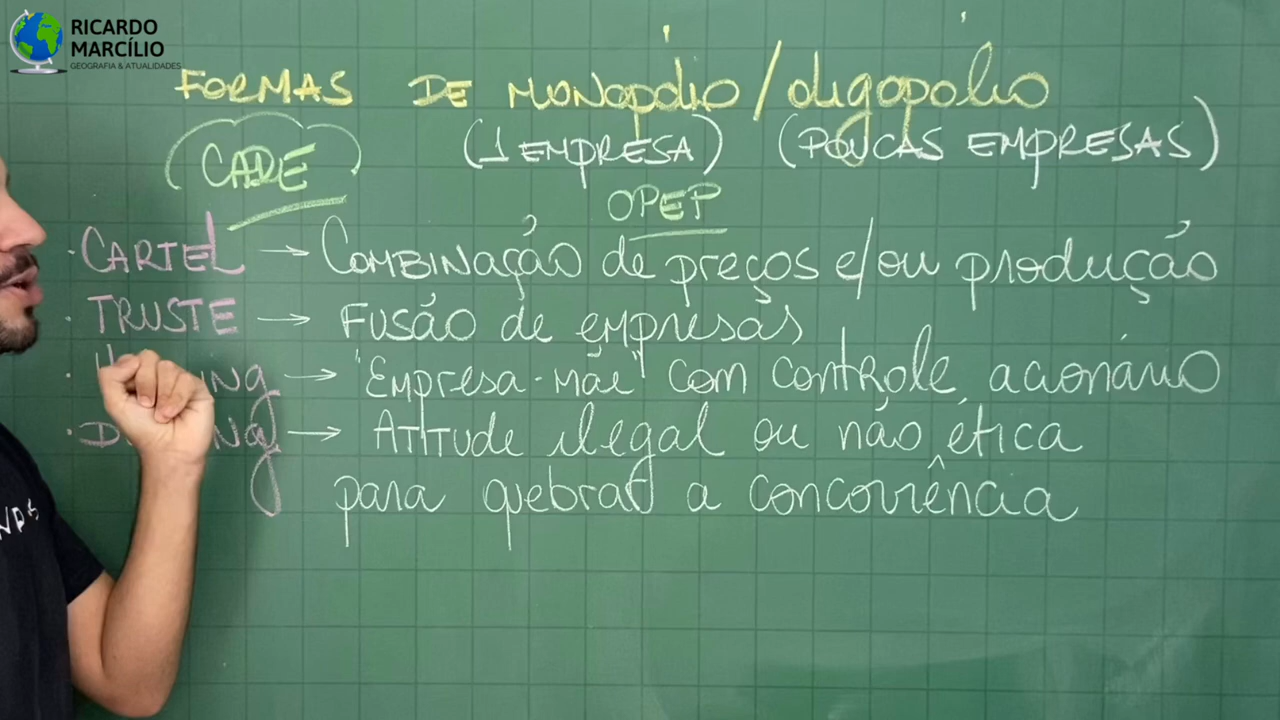 RICARDO
MARCÍLIO
GEOGRAFIA & ATUALIDADES
FORMAS DE MONOPÓLIO / OLIGOPÓLIO
CADE (1 EMPRESA) (POUCAS EMPRESAS)
OPEP
· CARTEL → COMBINAÇÃO de preços e/ou produção
· TRUSTE → FUSÃO de empresas
· → "Empresa-mãe" com controle acionário
· → Atitude ilegal ou não ética
para quebrar a concorrência